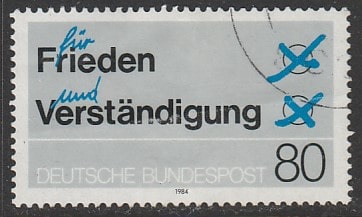 für
Frieden
und
Verständigung
DEUTSCHE BUNDESPOST 80
1984